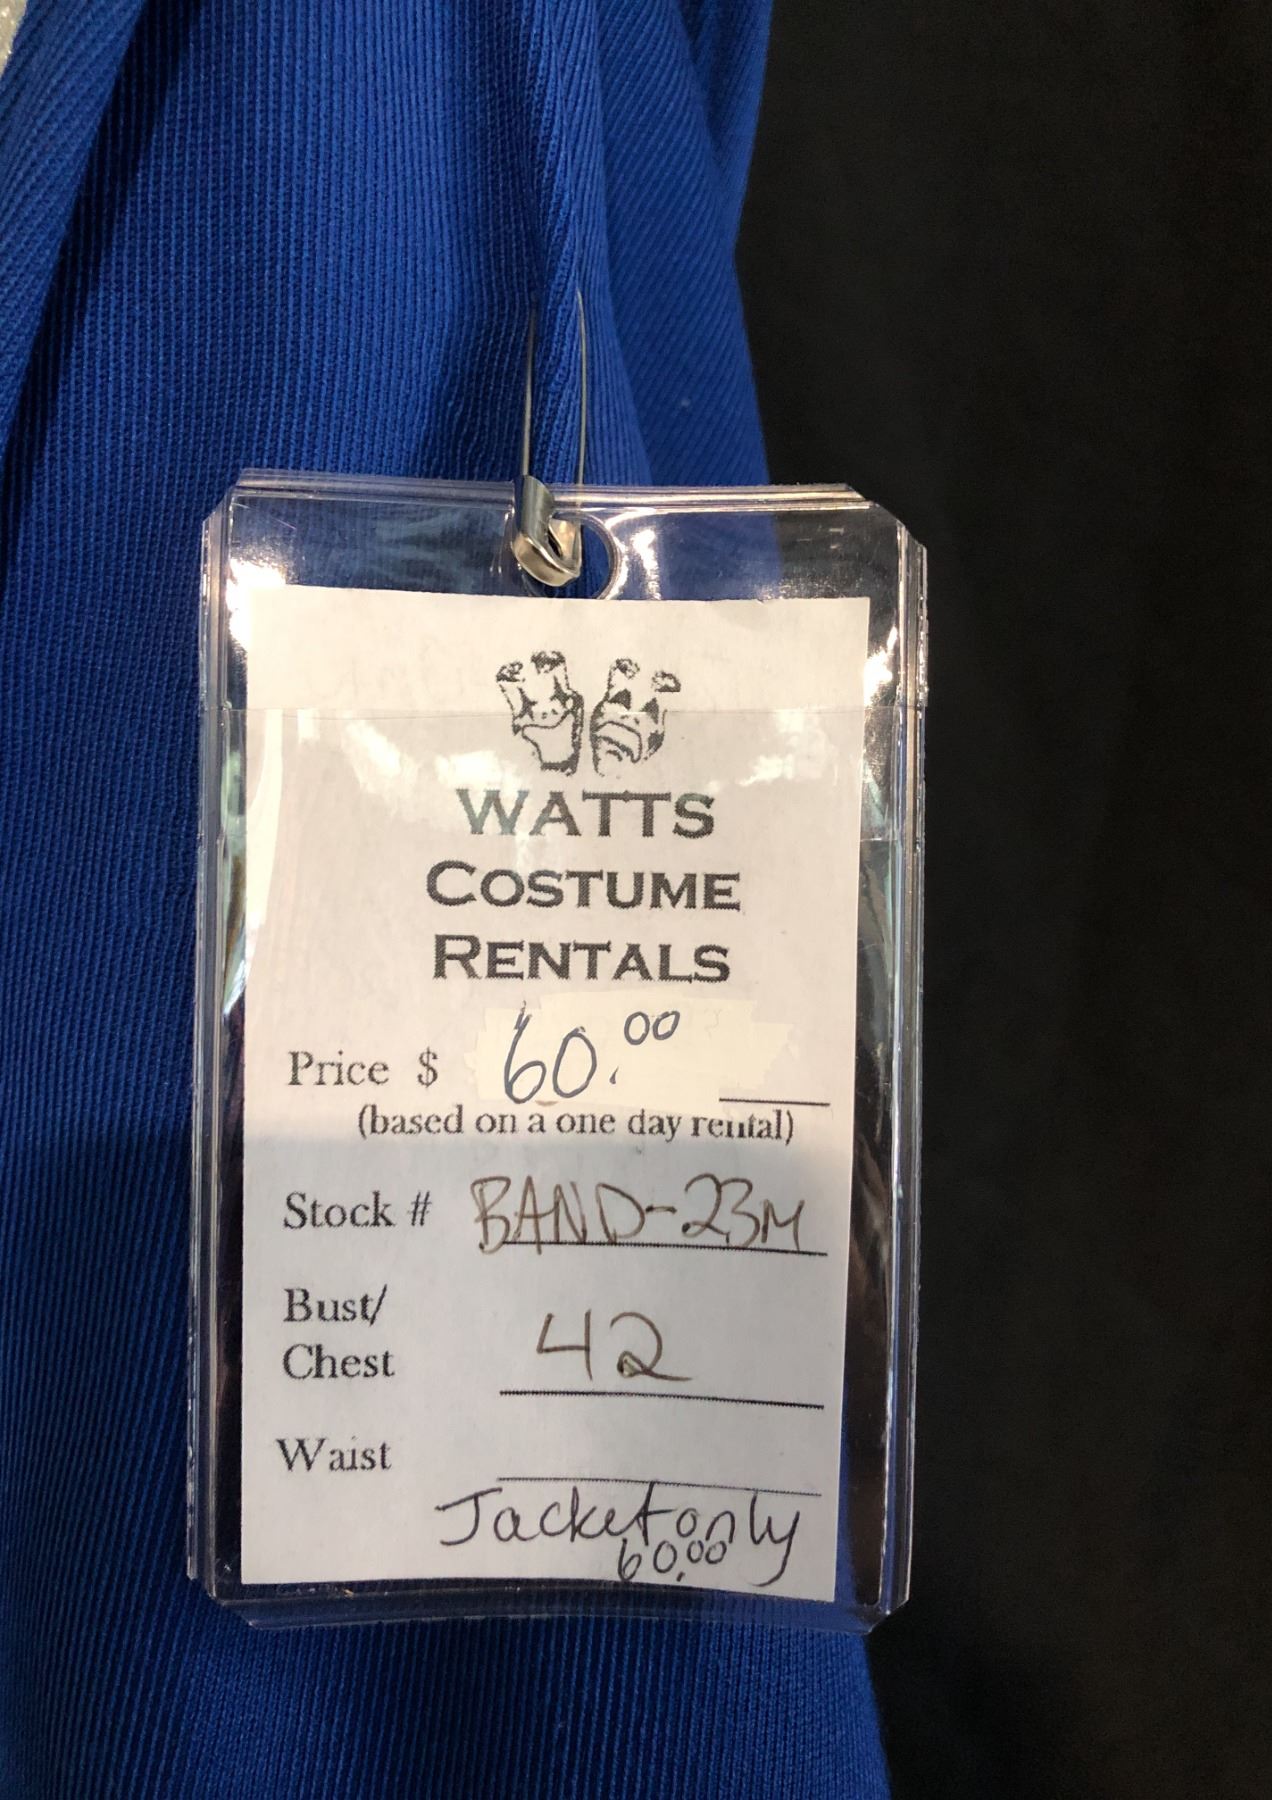 WATTS
COSTUME
RENTALS
Price $ 60.00
(based on a one day rental)
Stock # BAND-23M
Bust/
Chest 42
Waist
Jacket only
60.00